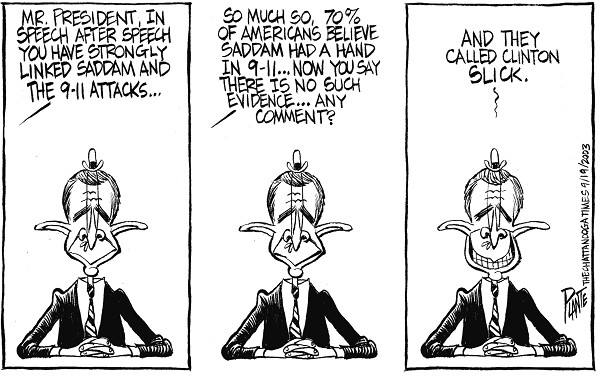 MR. PRESIDENT, IN
SPEECH AFTER SPEECH
YOU HAVE STRONGLY
LINKED SADDAM AND
THE 9-11 ATTACKS...
SO MUCH SO, 70%
OF AMERICANS BELIEVE
SADDAM HAD A HAND
IN 9-11... NOW YOU SAY
THERE IS NO SUCH
EVIDENCE... ANY
COMMENT?
AND THEY
CALLED CLINTON
SLICK.
PLANTE
THE CHATTANOOGA TIMES 9/19/2003